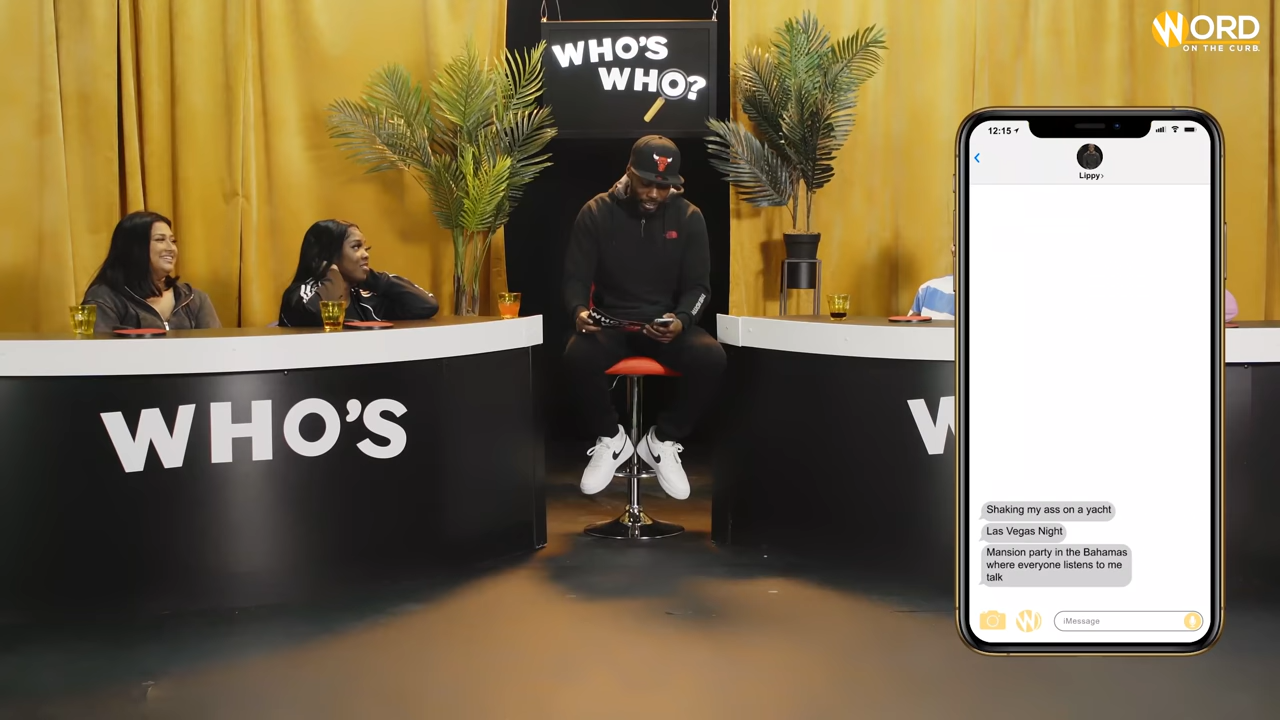 WORD
ON THE CURB.
WHO'S
WHO?
12:15
Lippy
Shaking my ass on a yacht
Las Vegas Night
Mansion party in the Bahamas
where everyone listens to me
talk
iMessage
WHO'S
W